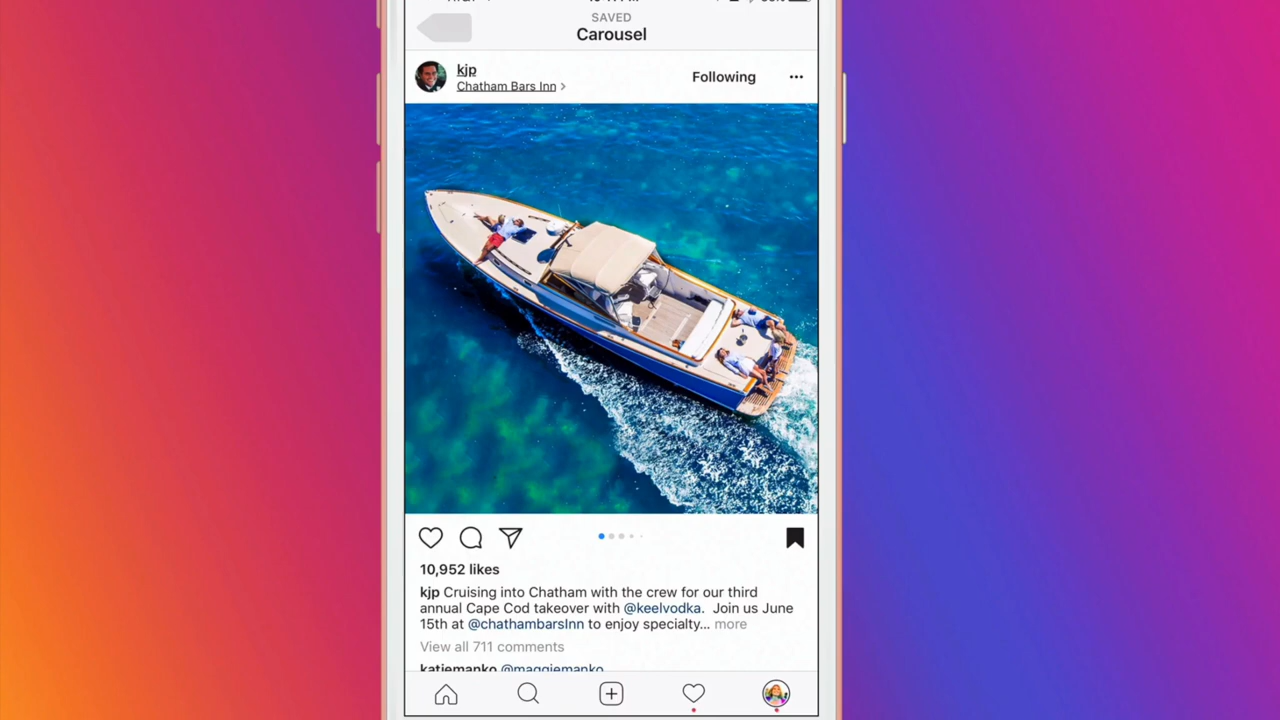 SAVED
Carousel
kjp
Chatham Bars Inn >
Following
10,952 likes
kjp Cruising into Chatham with the crew for our third
annual Cape Cod takeover with @keelvodka. Join us June
15th at @chathambarsInn to enjoy specialty... more
View all 711 comments
katiemanko @maggiemanko